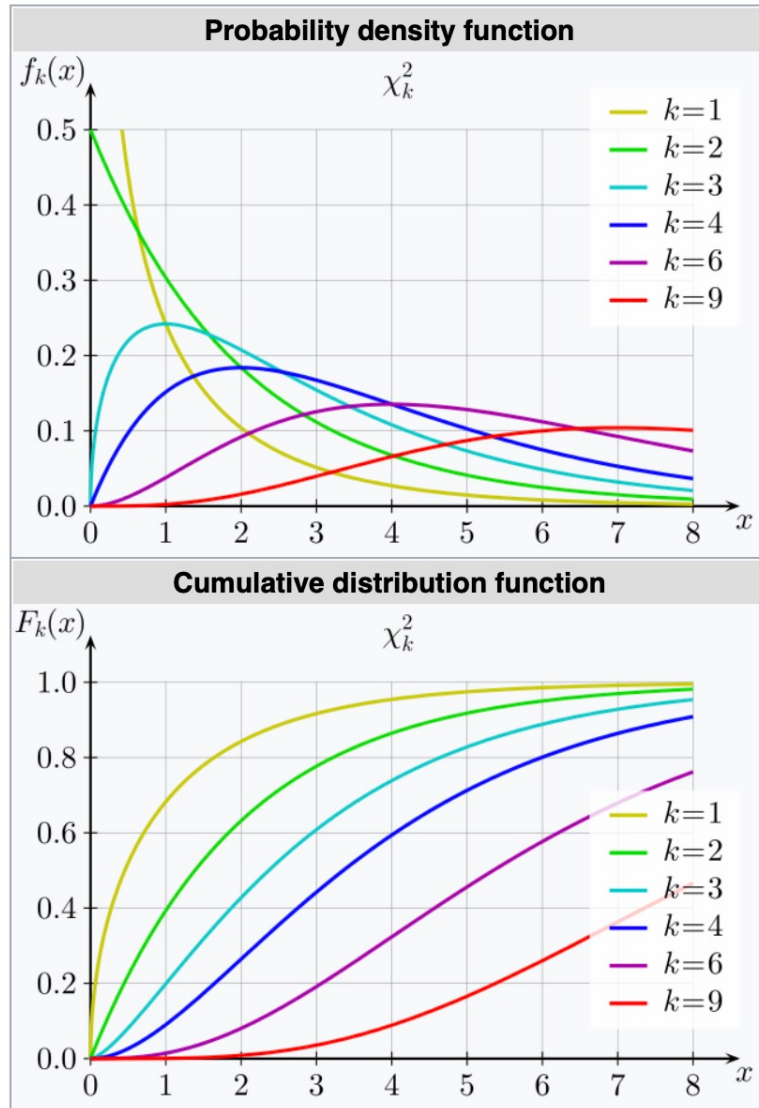 Probability density function
fₖ(x)
χ²ₖ
0.5
0.4
0.3
0.2
0.1
0.0
k=1
k=2
k=3
k=4
k=6
k=9
0 1 2 3 4 5 6 7 8 x
Cumulative distribution function
Fₖ(x)
χ²ₖ
1.0
0.8
0.6
0.4
0.2
0.0
k=1
k=2
k=3
k=4
k=6
k=9
0 1 2 3 4 5 6 7 8 x